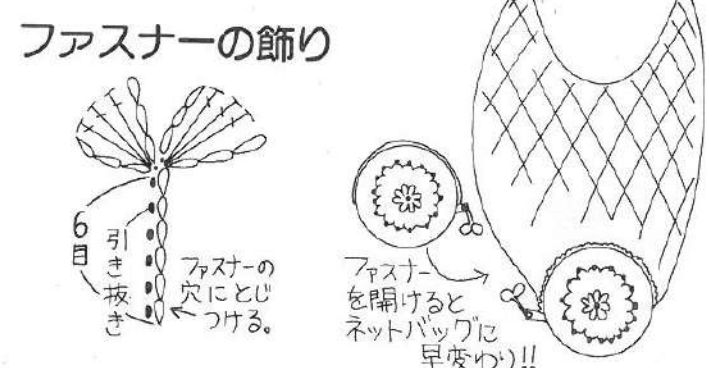 ファスナーの飾り
6目
引き抜き
ファスナーの
穴にとじ
つける。
ファスナー
を開けると
ネットバッグに
早変わり!!